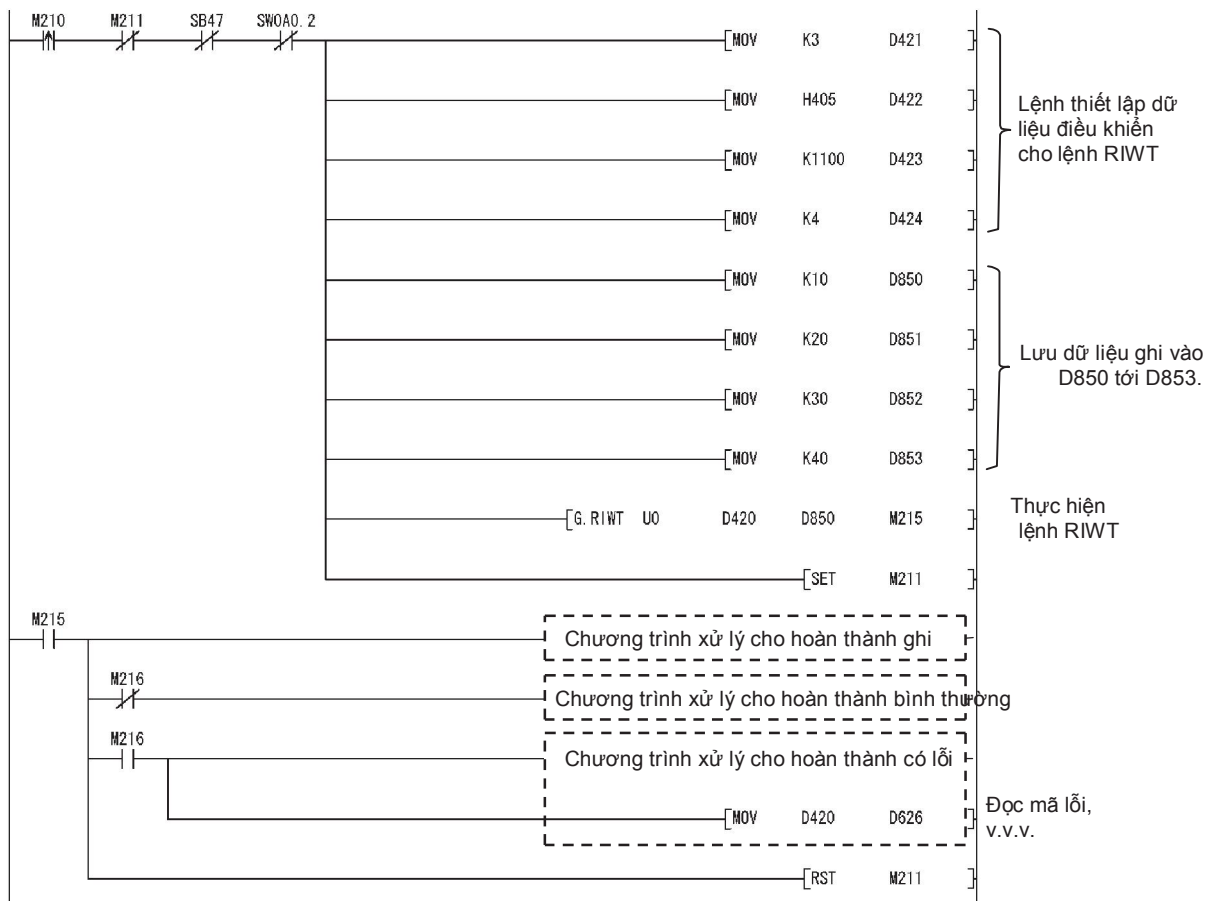 M210 M211 SB47 SW0A0.2
MOV K3 D421
MOV H405 D422
MOV K1100 D423
MOV K4 D424
Lệnh thiết lập dữ
liệu điều khiển
cho lệnh RIWT
MOV K10 D850
MOV K20 D851
MOV K30 D852
MOV K40 D853
Lưu dữ liệu ghi vào
D850 tới D853.
G.RIWT U0 D420 D850 M215
Thực hiện
lệnh RIWT
SET M211
M215
Chương trình xử lý cho hoàn thành ghi
M216
Chương trình xử lý cho hoàn thành bình thường
M216
Chương trình xử lý cho hoàn thành có lỗi
MOV D420 D626
Đọc mã lỗi,
v.v.v.
RST M211